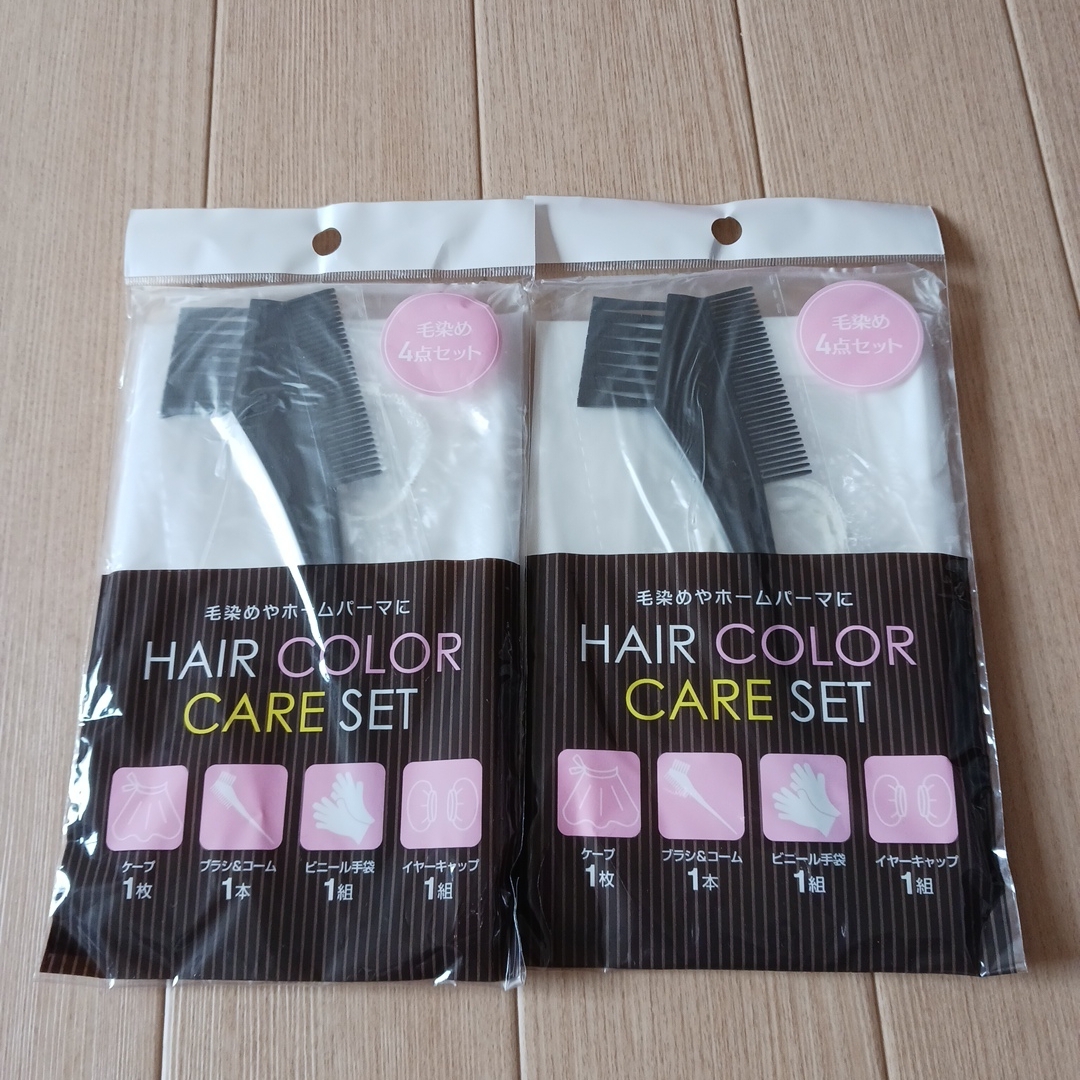 毛染め
4点セット
毛染めやホームパーマに
HAIR COLOR
CARE SET
ケープ
1枚
ブラシ&コーム
1本
ビニール手袋
1組
イヤーキャップ
1組
毛染め
4点セット
毛染めやホームパーマに
HAIR COLOR
CARE SET
ケープ
1枚
ブラシ&コーム
1本
ビニール手袋
1組
イヤーキャップ
1組